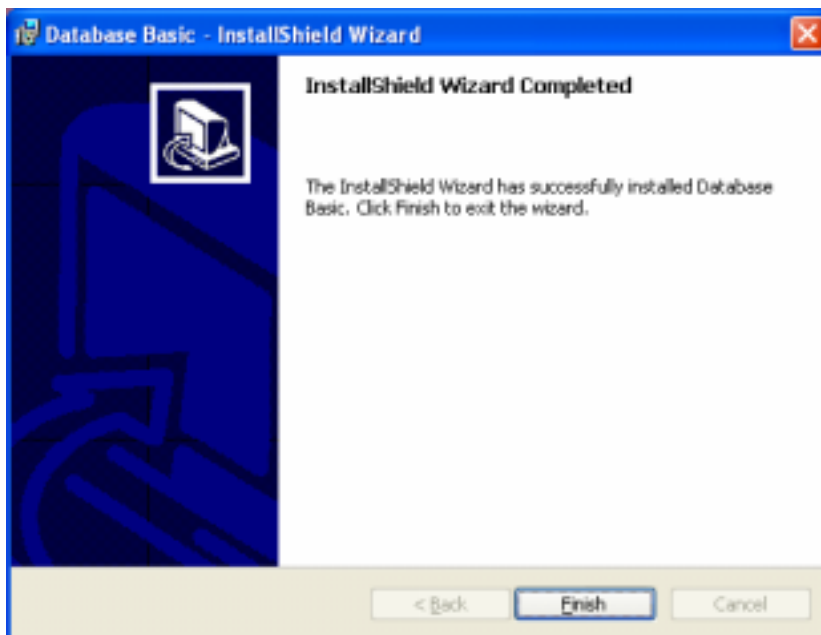 Database Basic - InstallShield Wizard
InstallShield Wizard Completed
The InstallShield Wizard has successfully installed Database
Basic. Click Finish to exit the wizard.
< Back
Finish
Cancel